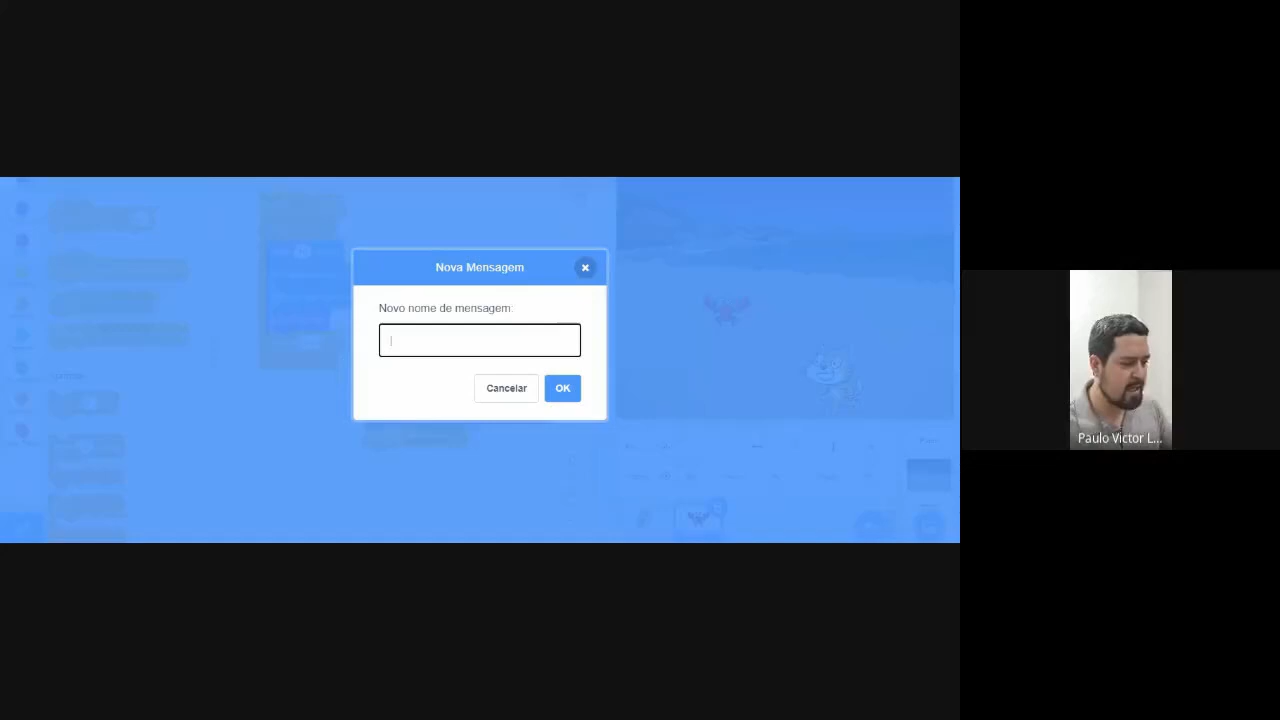 Nova Mensagem
Novo nome de mensagem:
Cancelar
OK
Paulo Victor L...